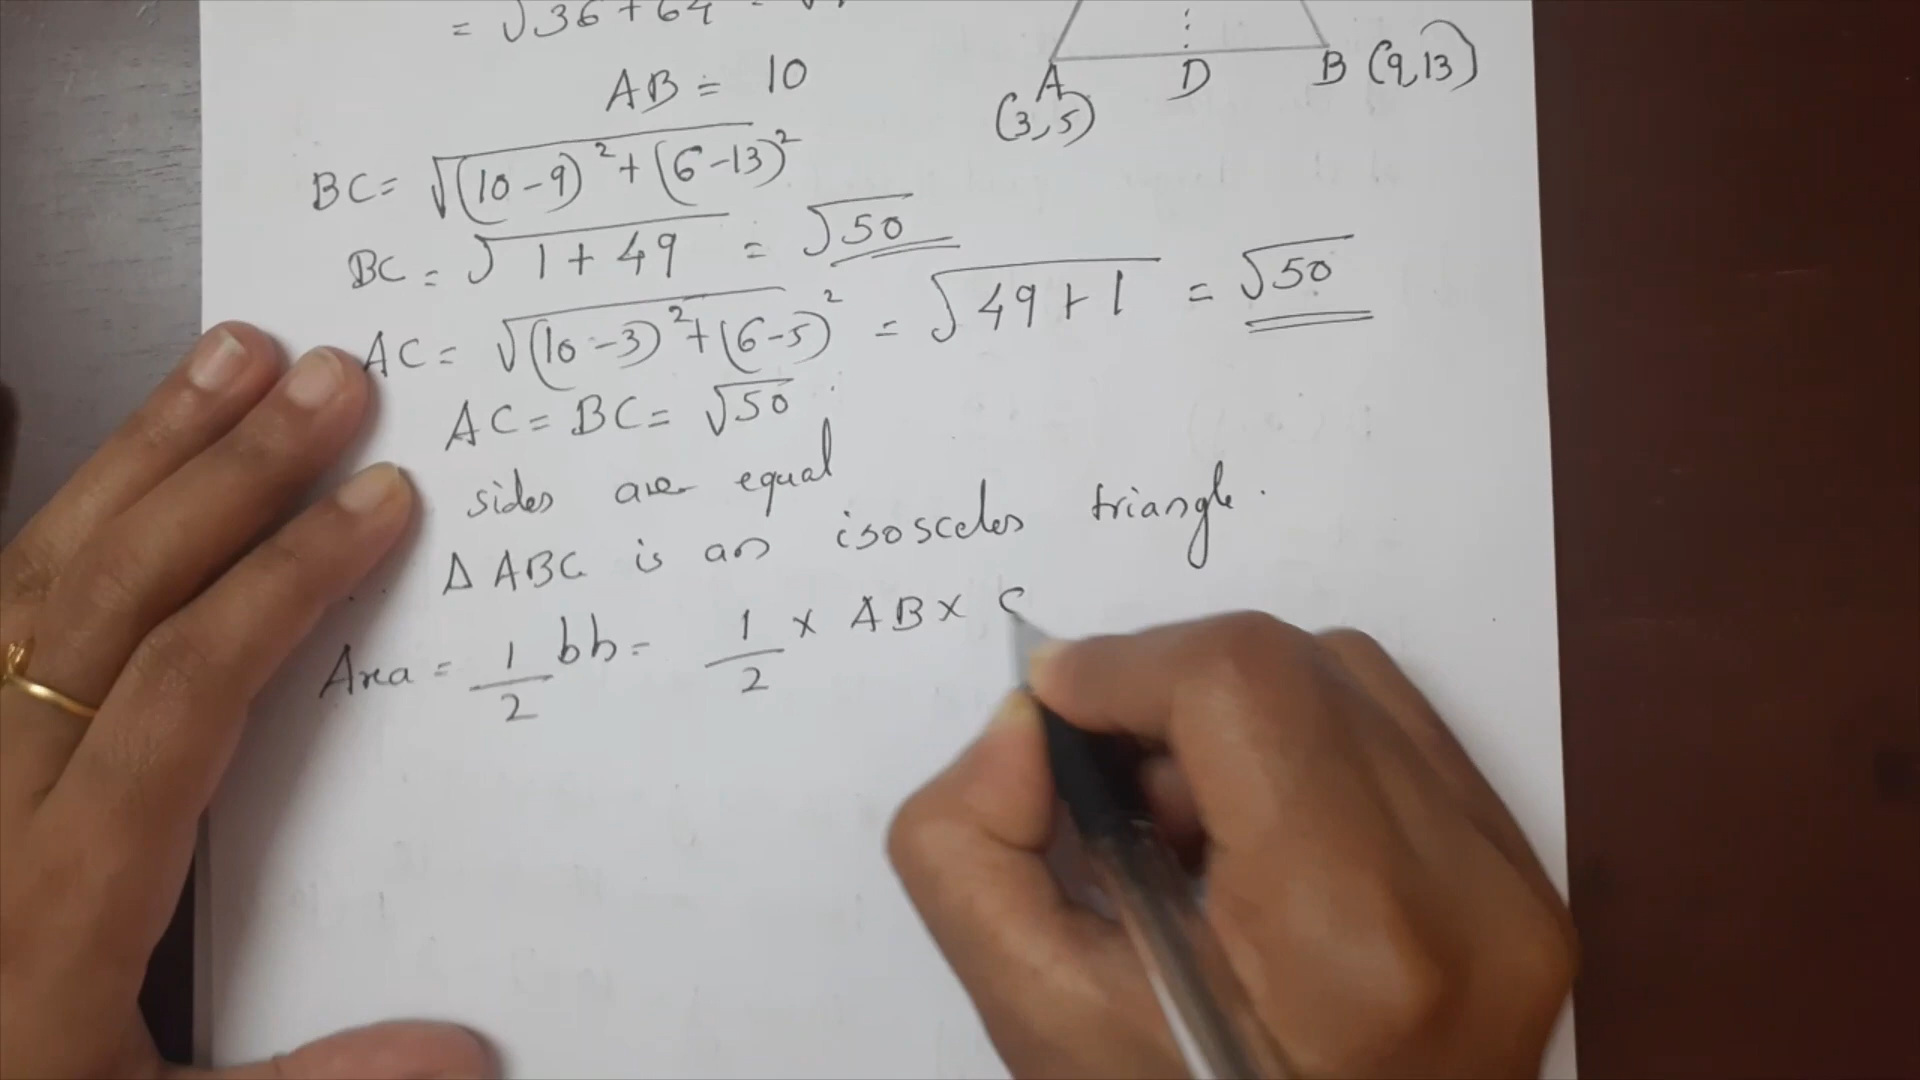 = √36+64 =
AB = 10
A D B (9,13)
(3,5)
BC = √(10-9)²+(6-13)²
BC = √1+49 = √50
AC = √(10-3)²+(6-5)² = √49+1 = √50
AC = BC = √50
sides are equal
∆ ABC is an isosceles triangle.
Area = 1/2 bh = 1/2 × AB × C